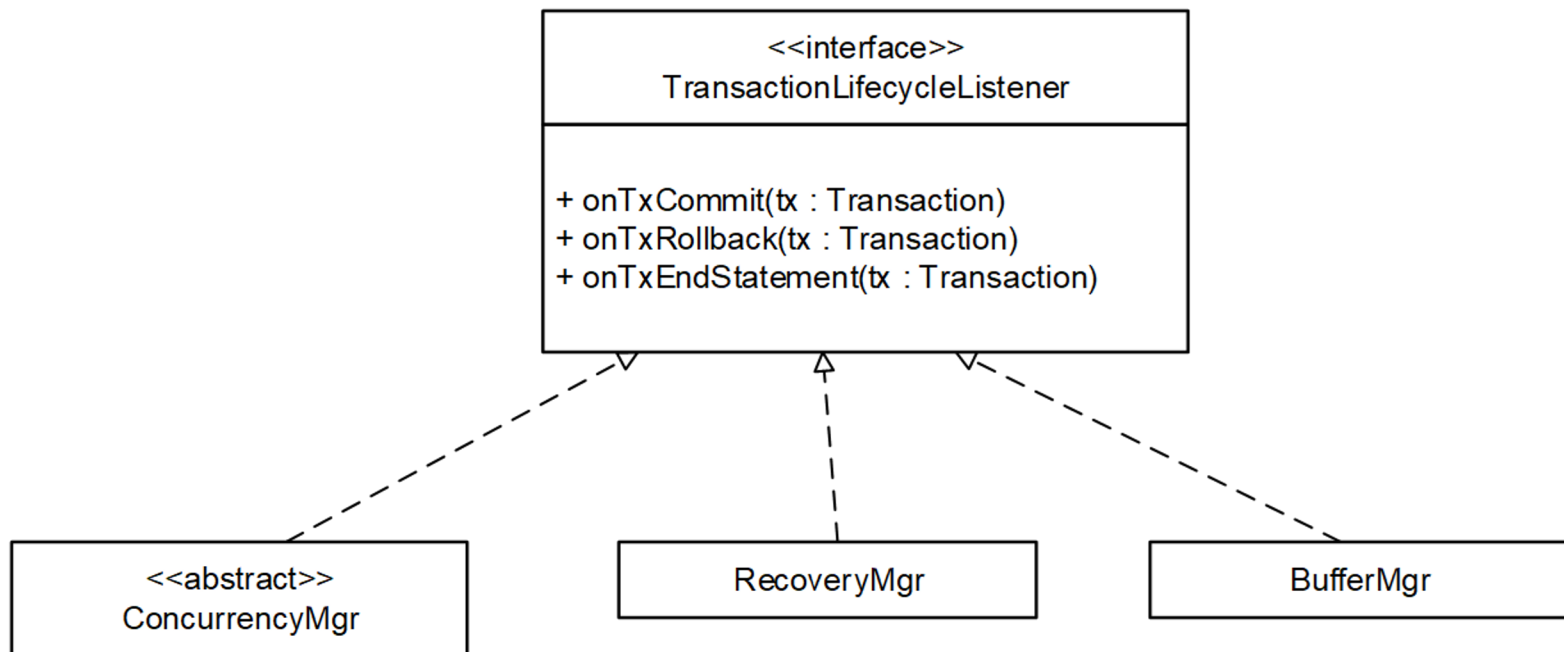 <<interface>>
TransactionLifecycleListener
+ onTxCommit(tx : Transaction)
+ onTxRollback(tx : Transaction)
+ onTxEndStatement(tx : Transaction)
<<abstract>>
ConcurrencyMgr
RecoveryMgr
BufferMgr